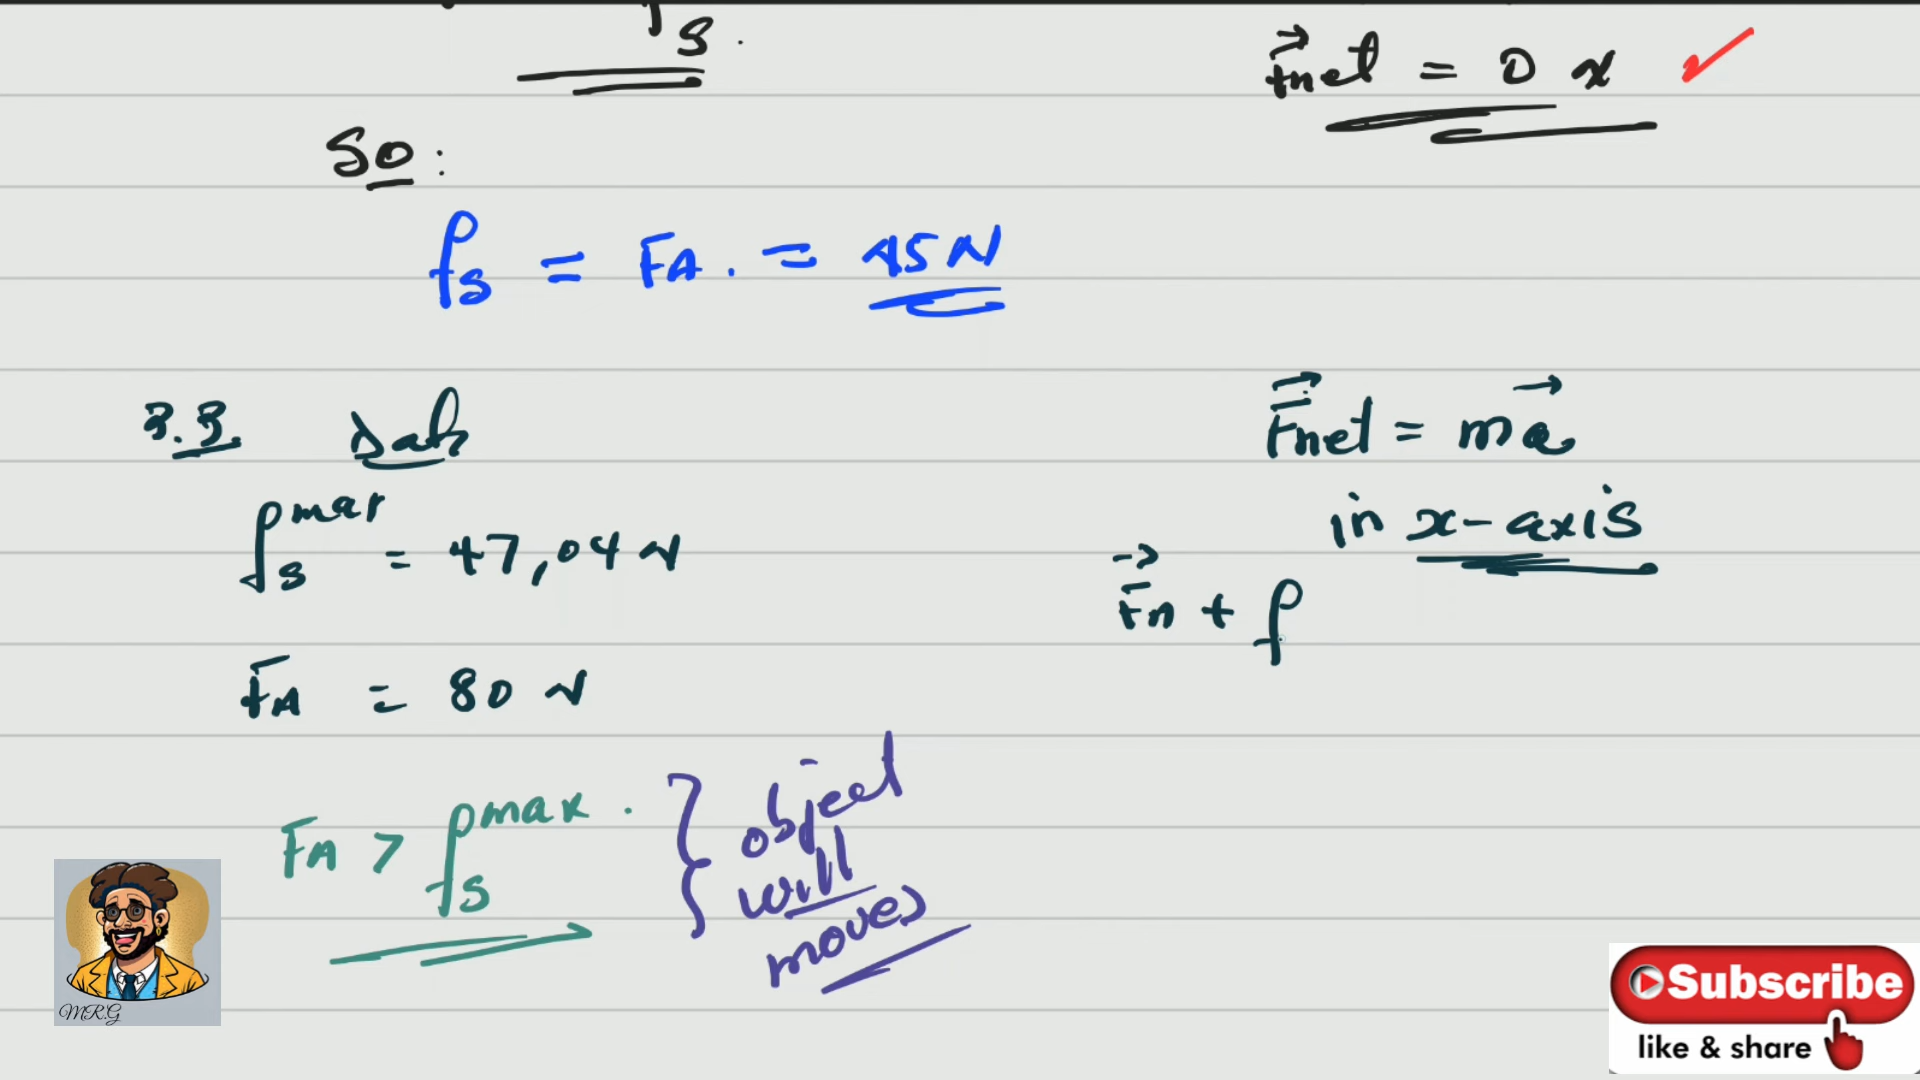 fs.
Fnet = 0 x ✓
So:
fs = FA. = 45N
3.3. Data
fs max = 47,04 N
FA = 80 N
FA > fs max.
object
will
moves
Fnet = ma
in x-axis
FA + f
MR.G
Subscribe
like & share